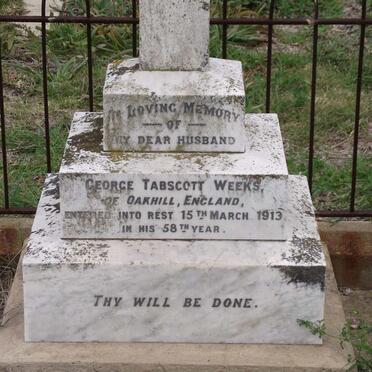 IN LOVING MEMORY
OF
MY DEAR HUSBAND
GEORGE TABSCOTT WEEKS,
OF OAKHILL, ENGLAND,
ENTERED INTO REST 15TH MARCH 1913
IN HIS 58TH YEAR.
THY WILL BE DONE.